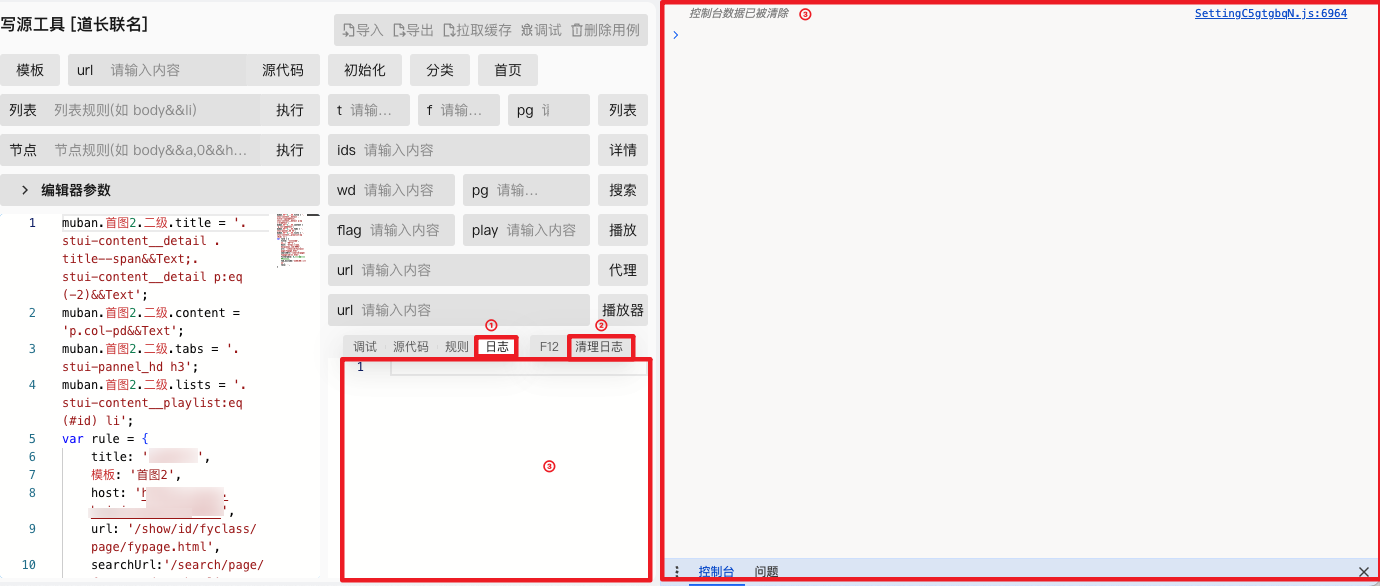 写源工具 [道长联名]
导入 导出 拉取缓存 调试 删除用例
模板 url 请输入内容 源代码 初始化 分类 首页
列表 列表规则(如 body&&li) 执行 t 请输... f 请输... pg 列表
节点 节点规则(如 body&&a,0&&h... 执行 ids 请输入内容 详情
编辑器参数 wd 请输入内容 pg 请输... 搜索
flag 请输入内容 play 请输入内容 播放
url 请输入内容 代理
url 请输入内容 播放器
① ②
调试 源代码 规则 日志 F12 清理日志
1
③
1 muban.首图2.二级.title = '.
stui-content__detail .
title--span&&Text;.
stui-content__detail p:eq
(-2)&&Text';
2 muban.首图2.二级.content =
'p.col-pd&&Text';
3 muban.首图2.二级.tabs = '.
stui-pannel_hd h3';
4 muban.首图2.二级.lists = '.
stui-content__playlist:eq
(#id) li';
5 var rule = {
6 title: '',
7 模板: '首图2',
8 host: 'h.
',
9 url: '/show/id/fyclass/
page/fypage.html',
10 searchUrl:'/search/page/
控制台数据已被清除 ③ SettingC5gtgbqN.js:6964
>
控制台 问题